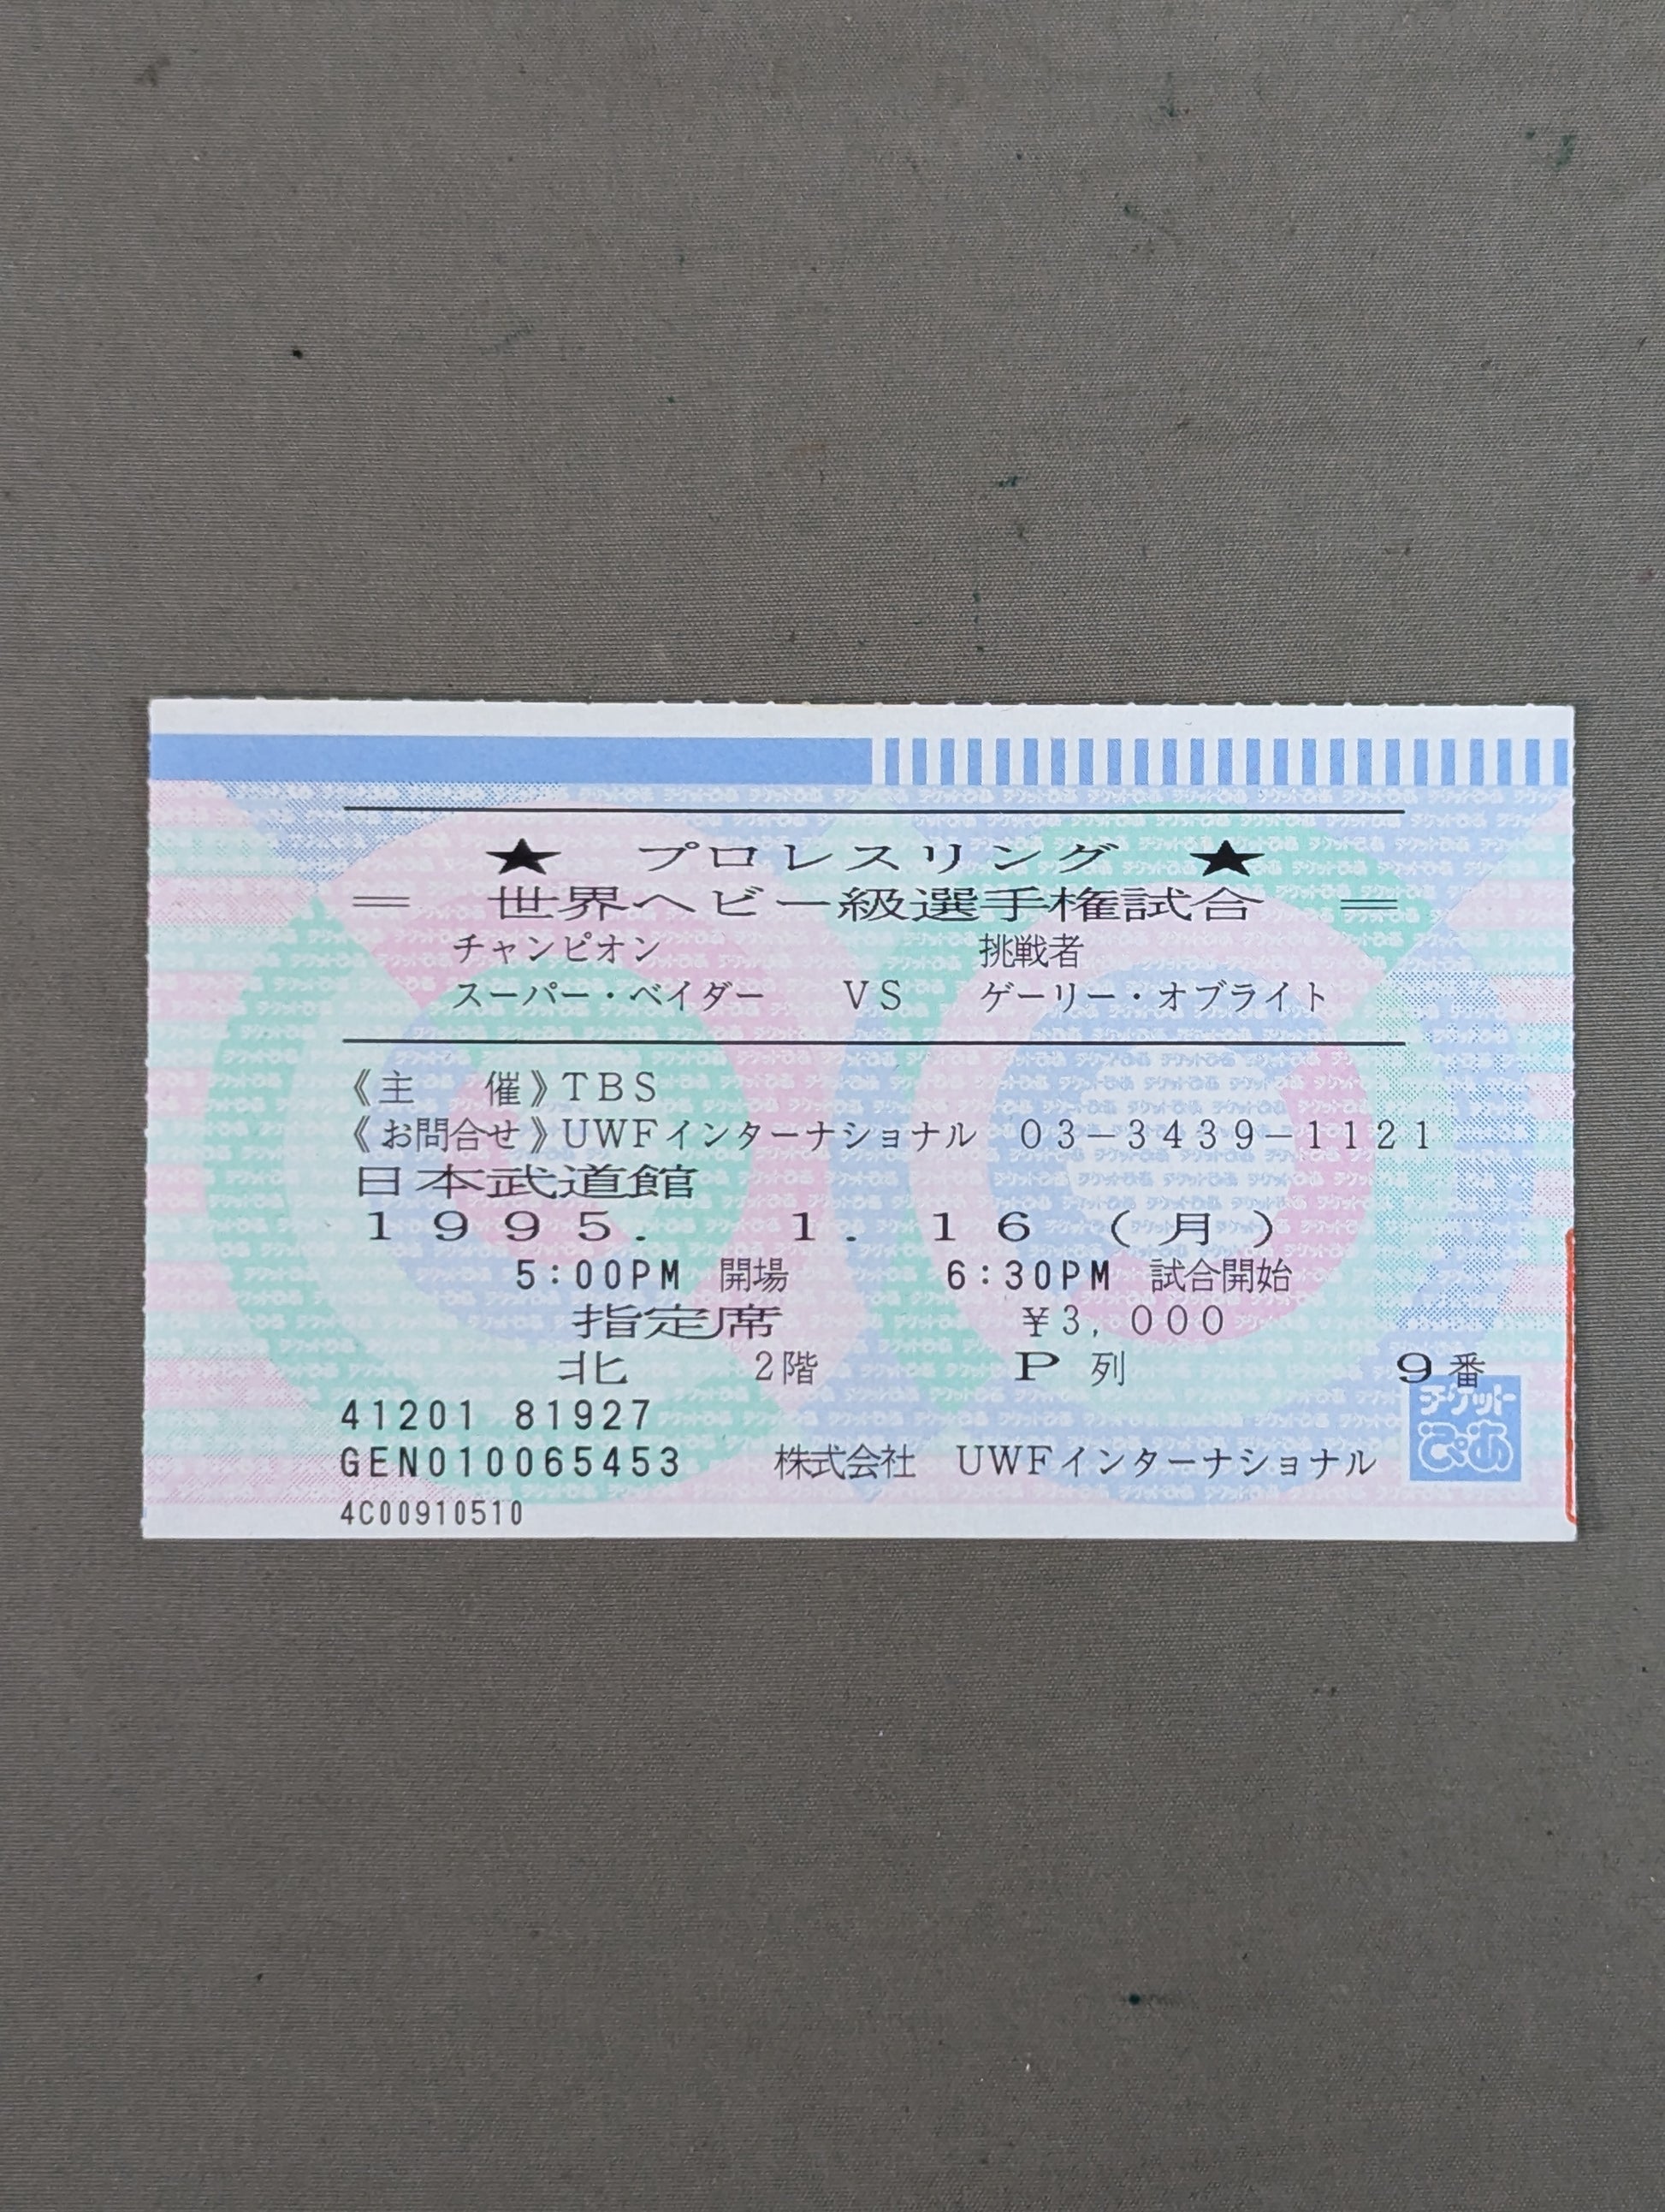 ★ プロレスリング ★
＝ 世界ヘビー級選手権試合 ＝
チャンピオン 挑戦者
スーパー・ベイダー VS ゲーリー・オブライト
《主 催》TBS
《お問合せ》UWFインターナショナル 03－3439－1121
日本武道館
1995. 1. 16 (月)
5:00PM 開場 6:30PM 試合開始
指定席 ¥3,000
北 2階 P 列 9番
41201 81927
チケット
ぴあ
GEN010065453 株式会社 UWFインターナショナル
4C00910510